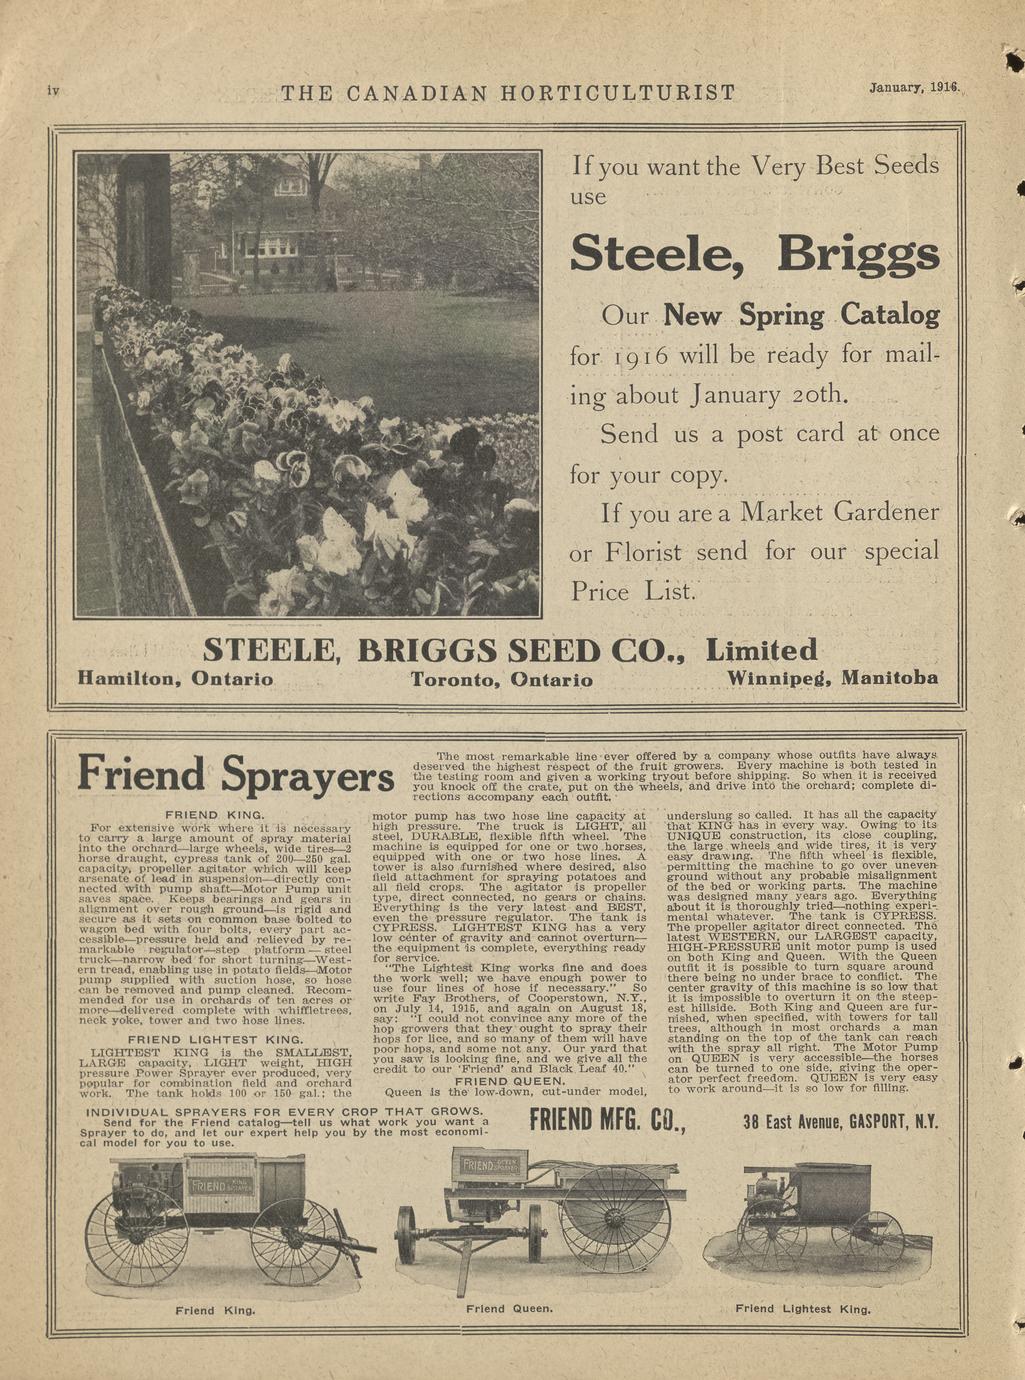 iv
THE CANADIAN HORTICULTURIST
January, 1916.
If you want the Very Best Seeds
use
Steele, Briggs
Our New Spring Catalog
for 1916 will be ready for mail-
ing about January 20th.
Send us a post card at once
for your copy.
If you are a Market Gardener
or Florist send for our special
Price List.
STEELE, BRIGGS SEED CO., Limited
Hamilton, Ontario
Toronto, Ontario
Winnipeg, Manitoba
Friend Sprayers
The most remarkable line ever offered by a company whose outfits have always
deserved the highest respect of the fruit growers. Every machine is both tested in
the testing room and given a working tryout before shipping. So when it is received
you knock off the crate, put on the wheels, and drive into the orchard; complete di-
rections accompany each outfit.
FRIEND KING.
For extensive work where it is necessary
to carry a large amount of spray material
into the orchard—large wheels, wide tires—2
horse draught, cypress tank of 200—250 gal.
capacity, propeller agitator which will keep
arsenate of lead in suspension—directly con-
nected with pump shaft—Motor Pump unit
saves space. Keeps bearings and gears in
alignment over rough ground—is rigid and
secure as it sets on common base bolted to
wagon bed with four bolts, every part ac-
cessible—pressure held and relieved by re-
markable regulator—step platform—steel
truck—narrow bed for short turning—West-
ern tread, enabling use in potato fields—Motor
pump supplied with suction hose, so hose
can be removed and pump cleaned. Recom-
mended for use in orchards of ten acres or
more—delivered complete with whiffletrees,
neck yoke, tower and two hose lines.
FRIEND LIGHTEST KING.
LIGHTEST KING is the SMALLEST,
LARGE capacity, LIGHT weight, HIGH
pressure Power Sprayer ever produced, very
popular for combination field and orchard
work. The tank holds 100 or 150 gal.; the
motor pump has two hose line capacity at
high pressure. The truck is LIGHT, all
steel, DURABLE, flexible fifth wheel. The
machine is equipped for one or two horses,
equipped with one or two hose lines. A
tower is also furnished where desired, also
field attachment for spraying potatoes and
all field crops. The agitator is propeller
type, direct connected, no gears or chains.
Everything is the very latest and BEST,
even the pressure regulator. The tank is
CYPRESS. LIGHTEST KING has a very
low center of gravity and cannot overturn—
the equipment is complete, everything ready
for service.
"The Lightest King works fine and does
the work well; we have enough power to
use four lines of hose if necessary." So
write Fay Brothers, of Cooperstown, N.Y.,
on July 14, 1915, and again on August 18,
say: "I could not convince any more of the
hop growers that they ought to spray their
hops for lice, and so many of them will have
poor hops, and some not any. Our yard that
you saw is looking fine, and we give all the
credit to our 'Friend' and Black Leaf 40."
FRIEND QUEEN.
Queen is the low-down, cut-under model,
underslung so called. It has all the capacity
that KING has in every way. Owing to its
UNIQUE construction, its close coupling,
the large wheels and wide tires, it is very
easy drawing. The fifth wheel is flexible,
permitting the machine to go over uneven
ground without any probable misalignment
of the bed or working parts. The machine
was designed many years ago. Everything
about it is thoroughly tried—nothing experi-
mental whatever. The tank is CYPRESS.
The propeller agitator direct connected. The
latest WESTERN, our LARGEST capacity,
HIGH-PRESSURE unit motor pump is used
on both King and Queen. With the Queen
outfit it is possible to turn square around
there being no under brace to conflict. The
center gravity of this machine is so low that
it is impossible to overturn it on the steep-
est hillside. Both King and Queen are fur-
nished, when specified, with towers for tall
trees, although in most orchards a man
standing on the top of the tank can reach
with the spray all right. The Motor Pump
on QUEEN is very accessible—the horses
can be turned to one side, giving the oper-
ator perfect freedom. QUEEN is very easy
to work around—it is so low for filling.
INDIVIDUAL SPRAYERS FOR EVERY CROP THAT GROWS.
Send for the Friend catalog—tell us what work you want a
Sprayer to do, and let our expert help you by the most economi-
cal model for you to use.
FRIEND MFG. CO.,
38 East Avenue, GASPORT, N.Y.
FRIEND KING SPRAYER
FRIEND QUEEN SPRAYER
Friend King.
Friend Queen.
Friend Lightest King.